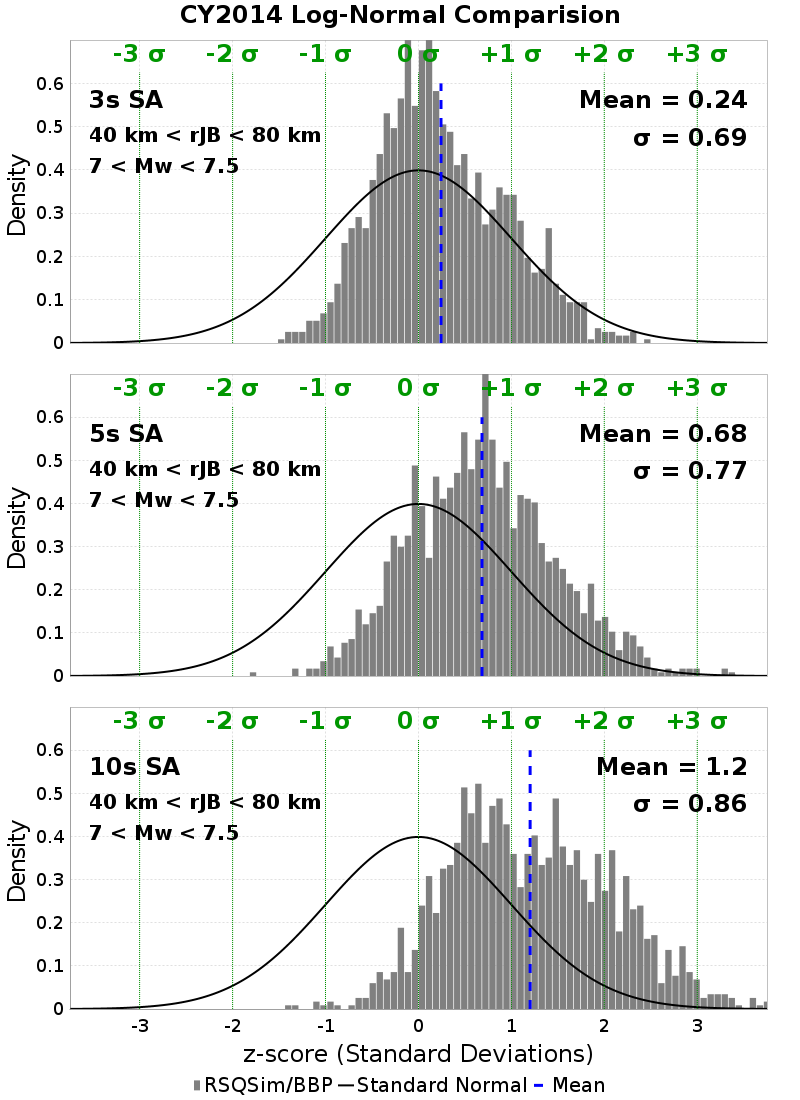 CY2014 Log-Normal Comparision
-3 σ -2 σ -1 σ 0 σ +1 σ +2 σ +3 σ
3s SA
40 km < rJB < 80 km
7 < Mw < 7.5
Mean = 0.24
σ = 0.69
Density
0.6
0.5
0.4
0.3
0.2
0.1
0
-3 σ -2 σ -1 σ 0 σ +1 σ +2 σ +3 σ
5s SA
40 km < rJB < 80 km
7 < Mw < 7.5
Mean = 0.68
σ = 0.77
Density
0.6
0.5
0.4
0.3
0.2
0.1
0
-3 σ -2 σ -1 σ 0 σ +1 σ +2 σ +3 σ
10s SA
40 km < rJB < 80 km
7 < Mw < 7.5
Mean = 1.2
σ = 0.86
Density
0.6
0.5
0.4
0.3
0.2
0.1
0
-3 -2 -1 0 1 2 3
z-score (Standard Deviations)
RSQSim/BBP Standard Normal Mean